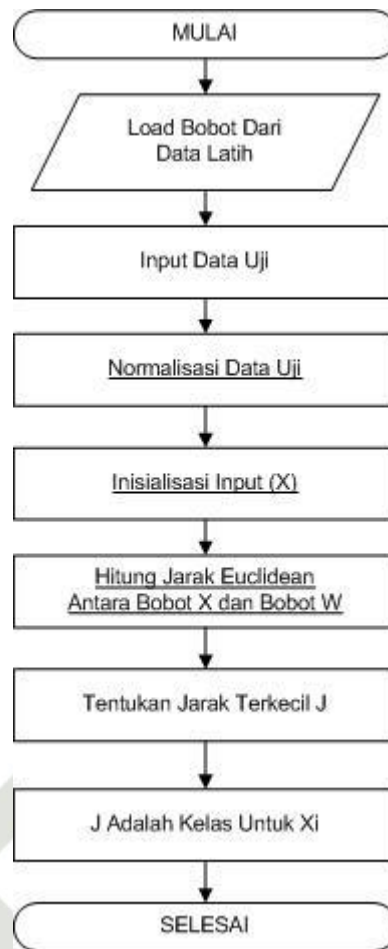 MULAI
Load Bobot Dari
Data Latih
Input Data Uji
Normalisasi Data Uji
Inisialisasi Input (X)
Hitung Jarak Euclidean
Antara Bobot X dan Bobot W
Tentukan Jarak Terkecil J
J Adalah Kelas Untuk Xi
SELESAI